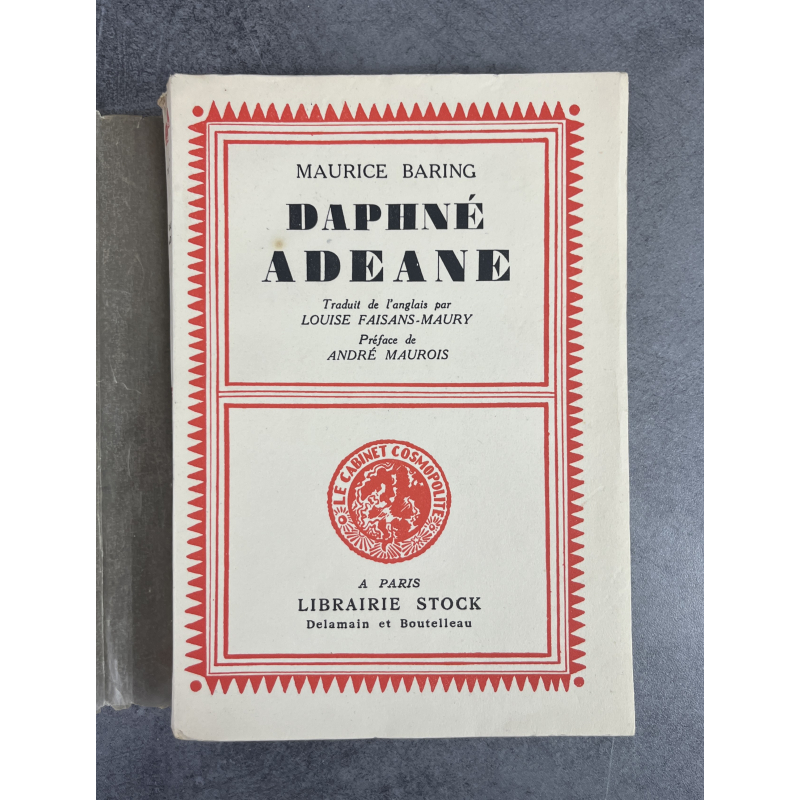 MAURICE BARING
DAPHNÉ
ADEANE
Traduit de l'anglais par
LOUISE FAISANS-MAURY
Préface de
ANDRÉ MAUROIS
LE CABINET COSMOPOLITE
A PARIS
LIBRAIRIE STOCK
Delamain et Boutelleau